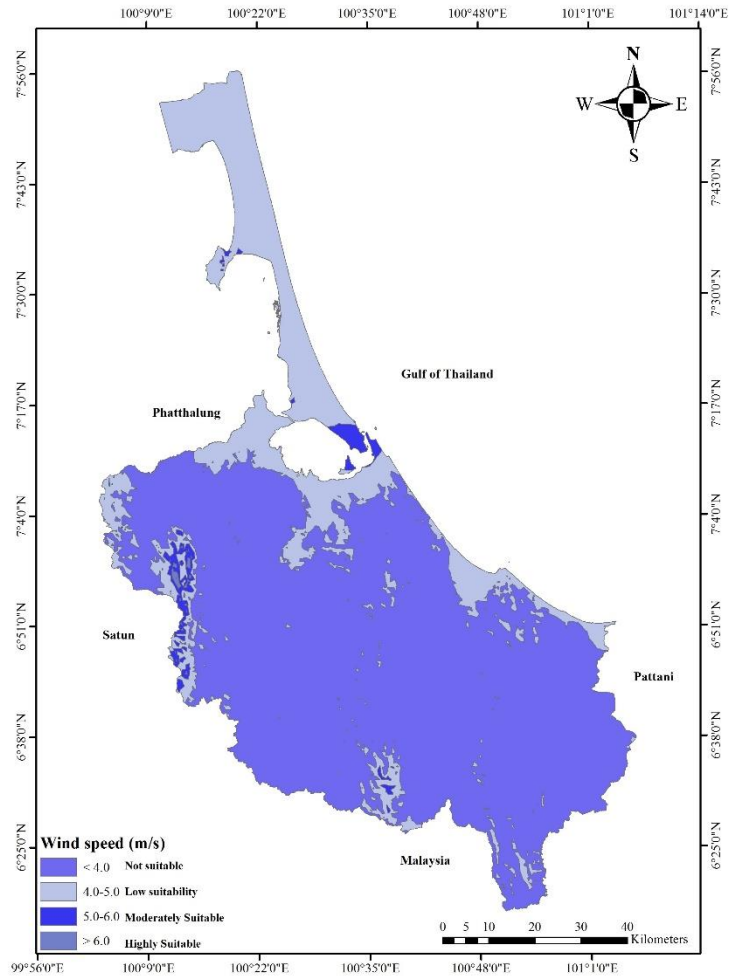 100°9'0"E 100°22'0"E 100°35'0"E 100°48'0"E 101°1'0"E 101°14'0"E
7°56'0"N 7°56'0"N
N
W E
S
7°43'0"N 7°43'0"N
7°30'0"N 7°30'0"N
Gulf of Thailand
7°17'0"N 7°17'0"N
Phatthalung
7°4'0"N 7°4'0"N
6°51'0"N 6°51'0"N
Satun
Pattani
6°38'0"N 6°38'0"N
Wind speed (m/s)
6°25'0"N 6°25'0"N
Malaysia
< 4.0 Not suitable
4.0-5.0 Low suitability
5.0-6.0 Moderately Suitable
> 6.0 Highly Suitable
0 5 10 20 30 40
Kilometers
99°56'0"E 100°9'0"E 100°22'0"E 100°35'0"E 100°48'0"E 101°1'0"E